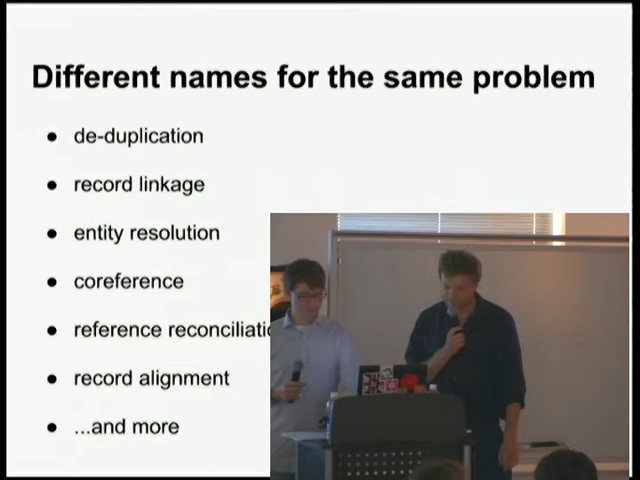 Different names for the same problem
● de-duplication
● record linkage
● entity resolution
● coreference
● reference reconciliatio
● record alignment
● ...and more